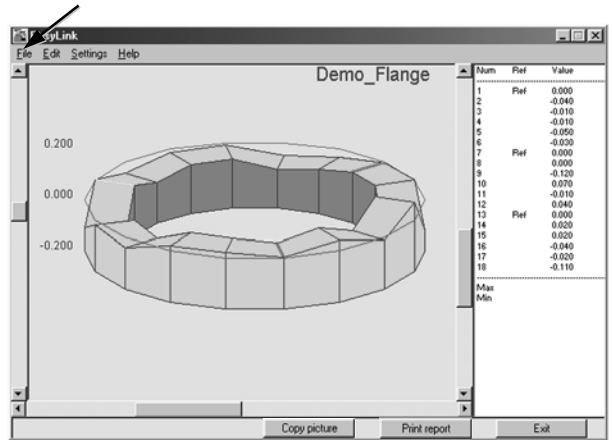 EasyLink
File Edit Settings Help
Demo_Flange
0.200
0.000
-0.200
Num Ref Value
1 Ref 0.000
2 -0.040
3 -0.010
4 -0.010
5 -0.050
6 -0.030
7 Ref 0.000
8 0.000
9 -0.120
10 0.070
11 -0.010
12 0.040
13 Ref 0.000
14 0.020
15 0.020
16 -0.040
17 -0.020
18 -0.110
Max
Min
Copy picture Print report Exit